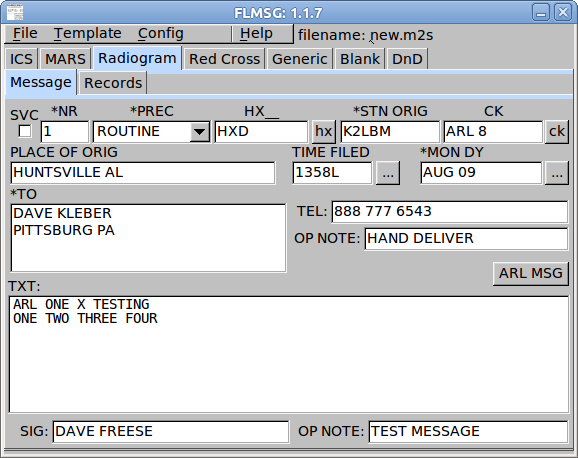 FLMSG: 1.1.7
File Template Config Help filename: new.m2s
ICS MARS Radiogram Red Cross Generic Blank DnD
Message Records
SVC *NR *PREC HX__ *STN ORIG CK
1 ROUTINE HXD hx K2LBM ARL 8 ck
PLACE OF ORIG TIME FILED *MON DY
HUNTSVILLE AL 1358L ... AUG 09 ...
*TO
DAVE KLEBER
PITTSBURG PA
TEL: 888 777 6543
OP NOTE: HAND DELIVER
ARL MSG
TXT:
ARL ONE X TESTING
ONE TWO THREE FOUR
SIG: DAVE FREESE OP NOTE: TEST MESSAGE